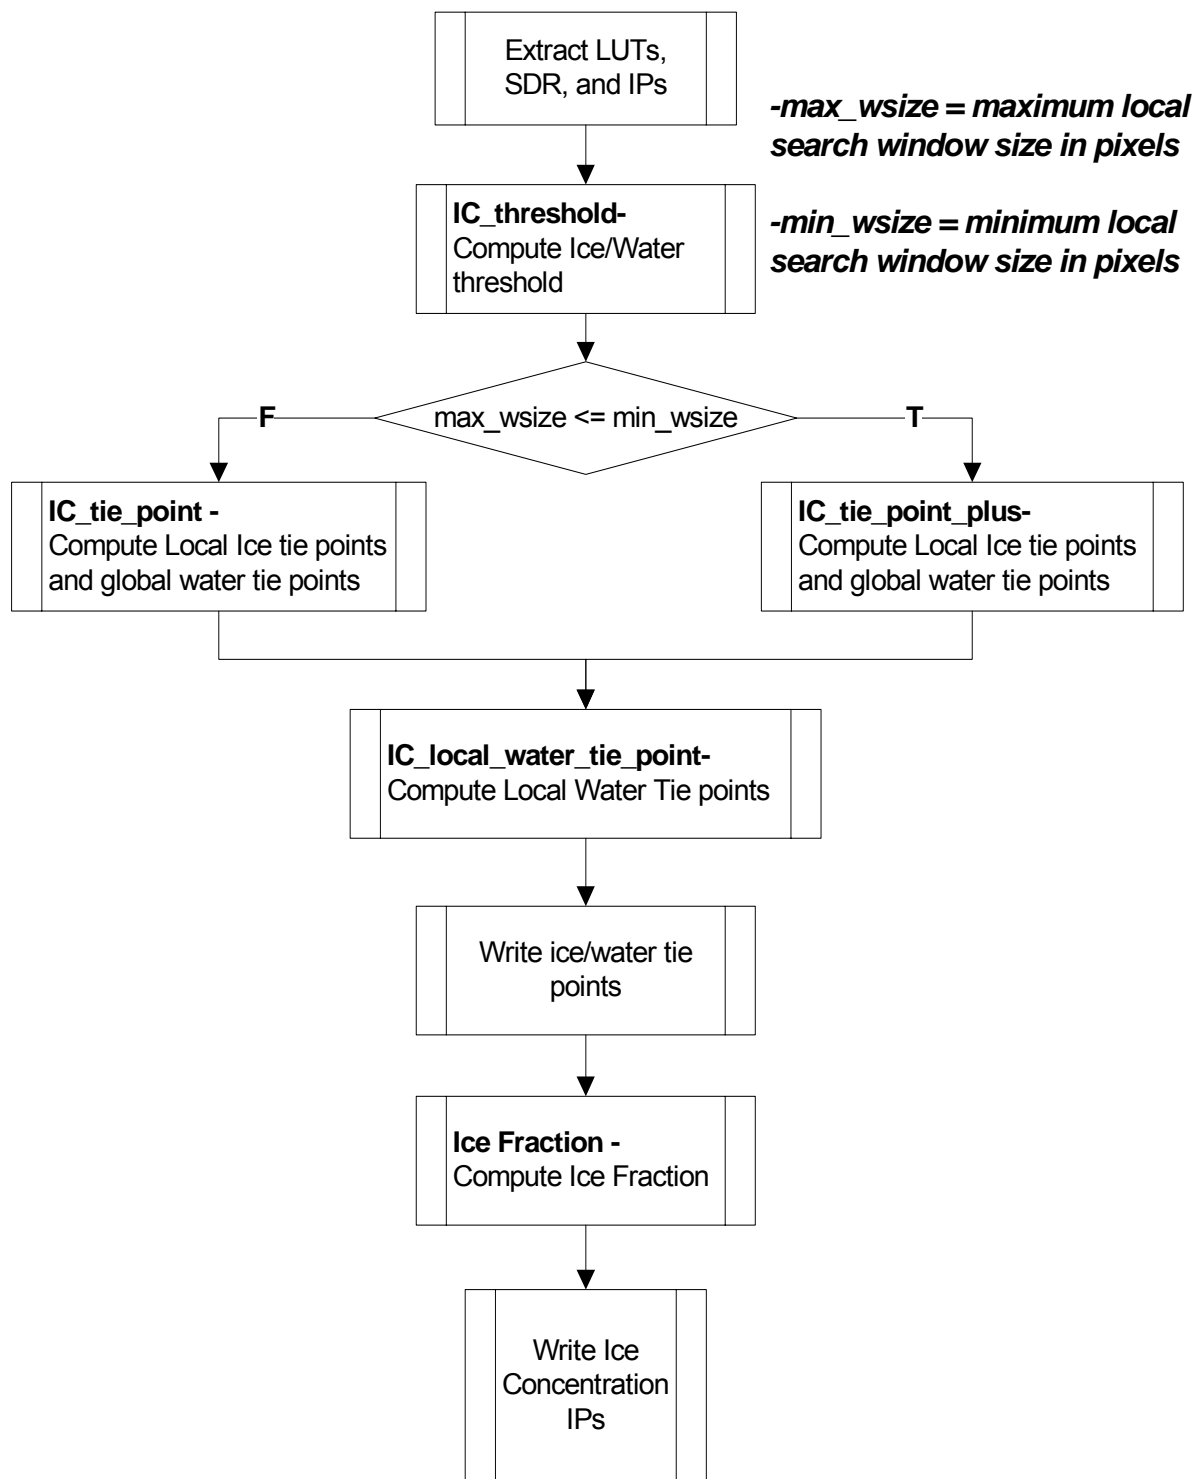 Extract LUTs,
SDR, and IPs
-max_wsize = maximum local
search window size in pixels
IC_threshold-
Compute Ice/Water
threshold
-min_wsize = minimum local
search window size in pixels
max_wsize <= min_wsize
F
T
IC_tie_point -
Compute Local Ice tie points
and global water tie points
IC_tie_point_plus-
Compute Local Ice tie points
and global water tie points
IC_local_water_tie_point-
Compute Local Water Tie points
Write ice/water tie
points
Ice Fraction -
Compute Ice Fraction
Write Ice
Concentration
IPs